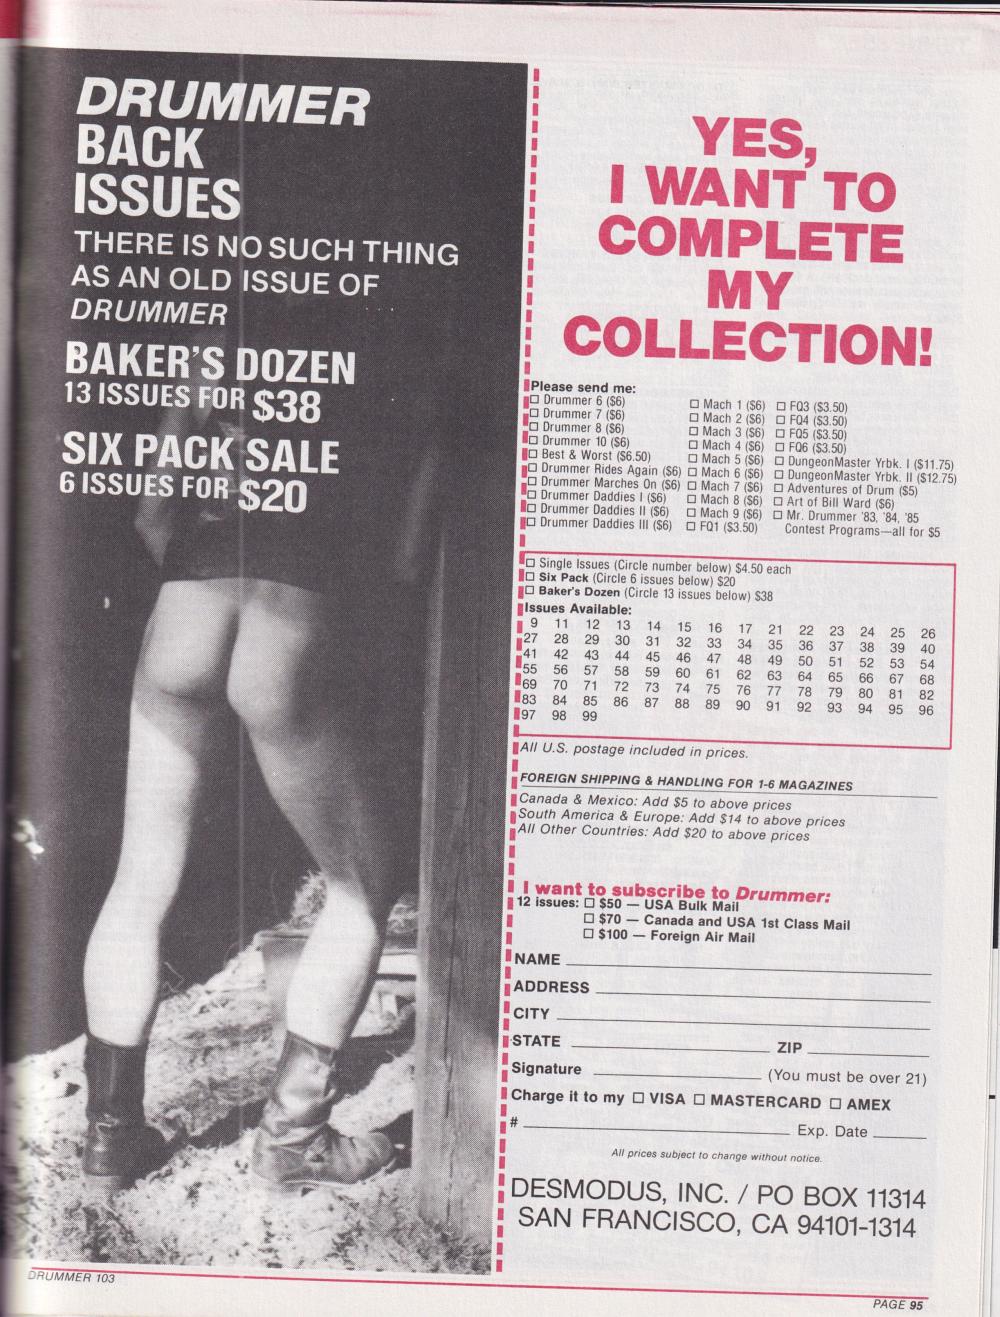 DRUMMER
BACK
ISSUES
THERE IS NO SUCH THING
AS AN OLD ISSUE OF
DRUMMER
BAKER'S DOZEN
13 ISSUES FOR $38
SIX PACK SALE
6 ISSUES FOR $20
YES,
I WANT TO
COMPLETE
MY
COLLECTION!
Please send me:
☐ Drummer 6 ($6)
☐ Drummer 7 ($6)
☐ Drummer 8 ($6)
☐ Drummer 10 ($6)
☐ Best & Worst ($6.50)
☐ Drummer Rides Again ($6)
☐ Drummer Marches On ($6)
☐ Drummer Daddies I ($6)
☐ Drummer Daddies II ($6)
☐ Drummer Daddies III ($6)
☐ Mach 1 ($6)
☐ Mach 2 ($6)
☐ Mach 3 ($6)
☐ Mach 4 ($6)
☐ Mach 5 ($6)
☐ Mach 6 ($6)
☐ Mach 7 ($6)
☐ Mach 8 ($6)
☐ Mach 9 ($6)
☐ FQ1 ($3.50)
☐ FQ3 ($3.50)
☐ FQ4 ($3.50)
☐ FQ5 ($3.50)
☐ FQ6 ($3.50)
☐ DungeonMaster Yrbk. I ($11.75)
☐ DungeonMaster Yrbk. II ($12.75)
☐ Adventures of Drum ($5)
☐ Art of Bill Ward ($6)
☐ Mr. Drummer '83, '84, '85
Contest Programs—all for $5
☐ Single Issues (Circle number below) $4.50 each
☐ Six Pack (Circle 6 issues below) $20
☐ Baker's Dozen (Circle 13 issues below) $38
Issues Available:
9 11 12 13 14 15 16 17 21 22 23 24 25 26
27 28 29 30 31 32 33 34 35 36 37 38 39 40
41 42 43 44 45 46 47 48 49 50 51 52 53 54
55 56 57 58 59 60 61 62 63 64 65 66 67 68
69 70 71 72 73 74 75 76 77 78 79 80 81 82
83 84 85 86 87 88 89 90 91 92 93 94 95 96
97 98 99
All U.S. postage included in prices.
FOREIGN SHIPPING & HANDLING FOR 1-6 MAGAZINES
Canada & Mexico: Add $5 to above prices
South America & Europe: Add $14 to above prices
All Other Countries: Add $20 to above prices
I want to subscribe to Drummer:
12 issues: ☐ $50 — USA Bulk Mail
☐ $70 — Canada and USA 1st Class Mail
☐ $100 — Foreign Air Mail
NAME
ADDRESS
CITY
STATE ZIP
Signature (You must be over 21)
Charge it to my ☐ VISA ☐ MASTERCARD ☐ AMEX
# Exp. Date
All prices subject to change without notice.
DESMODUS, INC. / PO BOX 11314
SAN FRANCISCO, CA 94101-1314
DRUMMER 103
PAGE 95